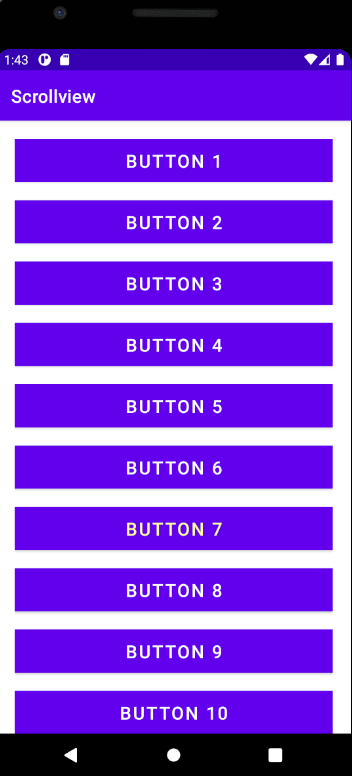 1:43
Scrollview
BUTTON 1
BUTTON 2
BUTTON 3
BUTTON 4
BUTTON 5
BUTTON 6
BUTTON 7
BUTTON 8
BUTTON 9
BUTTON 10